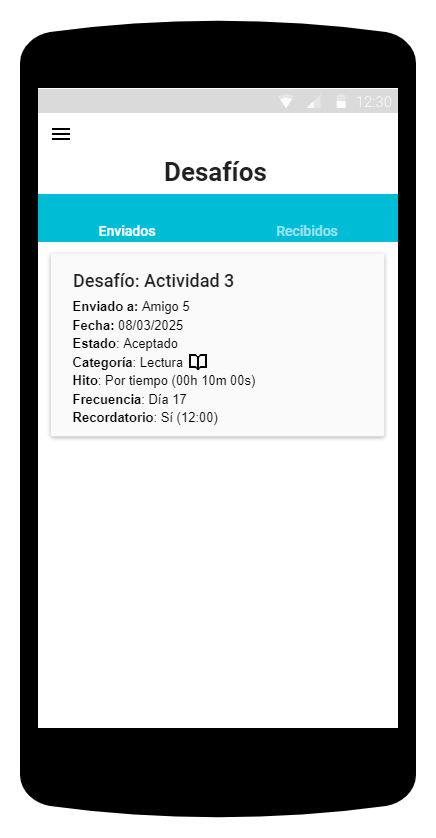 12:30
Desafíos
Enviados
Recibidos
Desafío: Actividad 3
Enviado a: Amigo 5
Fecha: 08/03/2025
Estado: Aceptado
Categoría: Lectura
Hito: Por tiempo (00h 10m 00s)
Frecuencia: Día 17
Recordatorio: Sí (12:00)